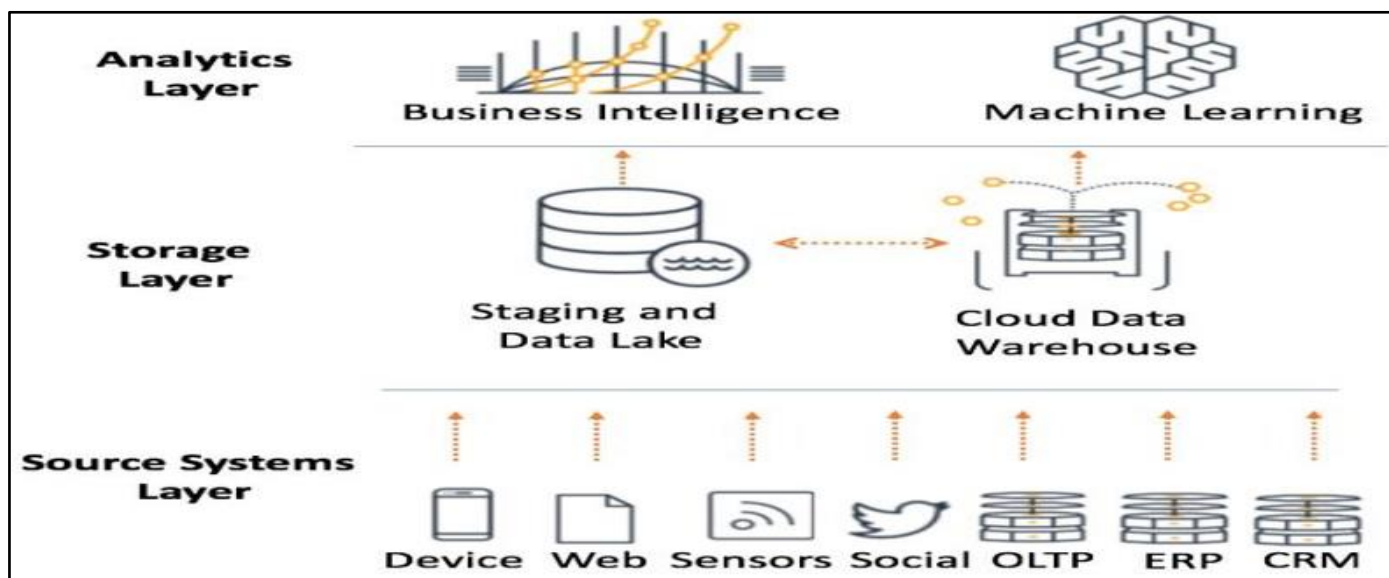 Analytics
Layer
Business Intelligence
Machine Learning
Storage
Layer
Staging and
Data Lake
Cloud Data
Warehouse
Source Systems
Layer
Device
Web
Sensors
Social
OLTP
ERP
CRM